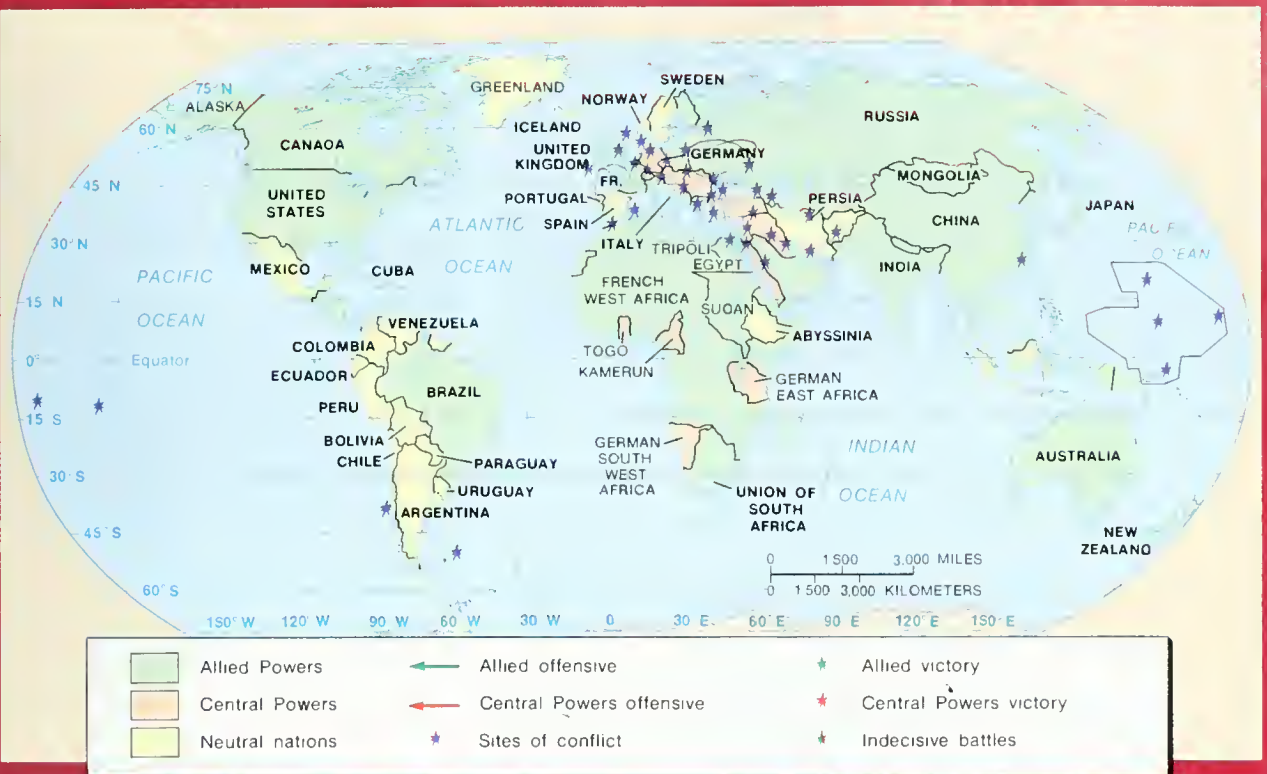 75° N
ALASKA
60° N
CANAOA
45 N
UNITED
STATES
30° N
MEXICO
CUBA
PACIFIC
OCEAN
15 N
0°
Equator
15 S
30° S
45° S
60° S
GREENLAND
ICELAND
NORWAY
SWEDEN
UNITED
KINGDOM
GERMANY
FR.
PORTUGAL
SPAIN
ITALY
RUSSIA
MONGOLIA
PERSIA
CHINA
JAPAN
INOIA
ATLANTIC
OCEAN
TRIPOLI
EGYPT
FRENCH
WEST AFRICA
SUOAN
ABYSSINIA
TOGO
KAMERUN
GERMAN
EAST AFRICA
GERMAN
SOUTH
WEST
AFRICA
UNION OF
SOUTH
AFRICA
VENEZUELA
COLOMBIA
ECUADOR
BRAZIL
PERU
BOLIVIA
CHILE
PARAGUAY
URUGUAY
ARGENTINA
INDIAN
OCEAN
AUSTRALIA
NEW
ZEALANO
0 1 500 3.000 MILES
0 1 500 3,000 KILOMETERS
150° W 120° W 90 W 60° W 30 W 0 30 E. 60° E 90 E 120° E 150° E
Allied Powers
Allied offensive
Allied victory
Central Powers
Central Powers offensive
Central Powers victory
Neutral nations
Sites of conflict
Indecisive battles